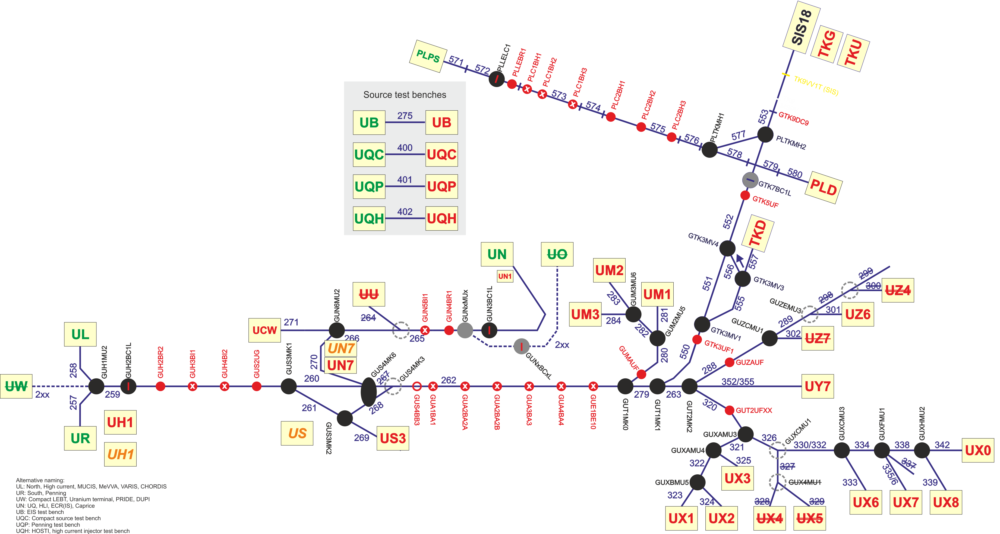 SIS18
TKG
TKU
TK9VV1T (SIS)
PLPS
571
572
PLLELC1
PLLEBR1
PLC1BH1
PLC1BH2
573
PLC1BH3
574
PLC2BH1
PLC2BH2
575
PLC2BH3
576
PLTKMH1
577
578
553
GTK9DC9
PLTKMH2
579
580
PLD
GTK7BC1L
GTK5UF
552
Source test benches
UB
275
UB
UQC
400
UQC
UQP
401
UQP
UQH
402
UQH
GTK3MV4
TKD
557
556
GTK3MV3
551
555
GTK3MV1
GTK3UF1
550
UN
UN1
UO
2xx
UM2
283
GUM3MU6
UM1
281
UM3
284
282
GUM2MU5
280
GUMAUF
299
300
UZ4
298
GUZEMU3
301
UZ6
289
GUZCMU1
302
UZ7
GUZAUF
288
UCW
271
GUN6MU2
UU
264
266
265
GUN5BI1
GUN4BR1
GUNxMUx
GUN3BC1L
GUNxBCxL
UN7
UN7
270
UL
258
UW
2xx
257
UR
GUH1MU2
259
GUH2BC1L
UH1
UH1
GUH2BR2
GUH3BI1
GUH4BI2
GUS2UG
GUS3MK1
260
261
GUS4MK6
267
GUS4MK3
268
GUS3MK2
269
US
US3
262
GUS4BB3
GUA1BA1
GUA2BA2A
GUA2BA2B
GUA3BA3
GUA4BA4
GUE1BE10
GUT1MK0
279
GUT1MK1
263
GUT2MK2
352/355
UY7
320
GUT2UFXX
GUXAMU3
321
GUXAMU4
322
325
UX3
GUXBMU5
323
324
UX1
UX2
326
GUXCMU1
330/332
327
GUX4MU1
328
329
UX4
UX5
GUXCMU3
334
GUXFMU1
338
GUXHMU2
342
UX0
337
333
335/6
339
UX6
UX7
UX8
Alternative naming:
UL: North, High current, MUCIS, MeVVA, VARIS, CHORDIS
UR: South, Penning
UW: Compact LEBT, Uranium terminal, PRIDE, DUPI
UN: UQ, HLI, ECR(IS), Caprice
UB: EIS test bench
UQC: Compact source test bench
UQP: Penning test bench
UQH: HOSTI, high current injector test bench